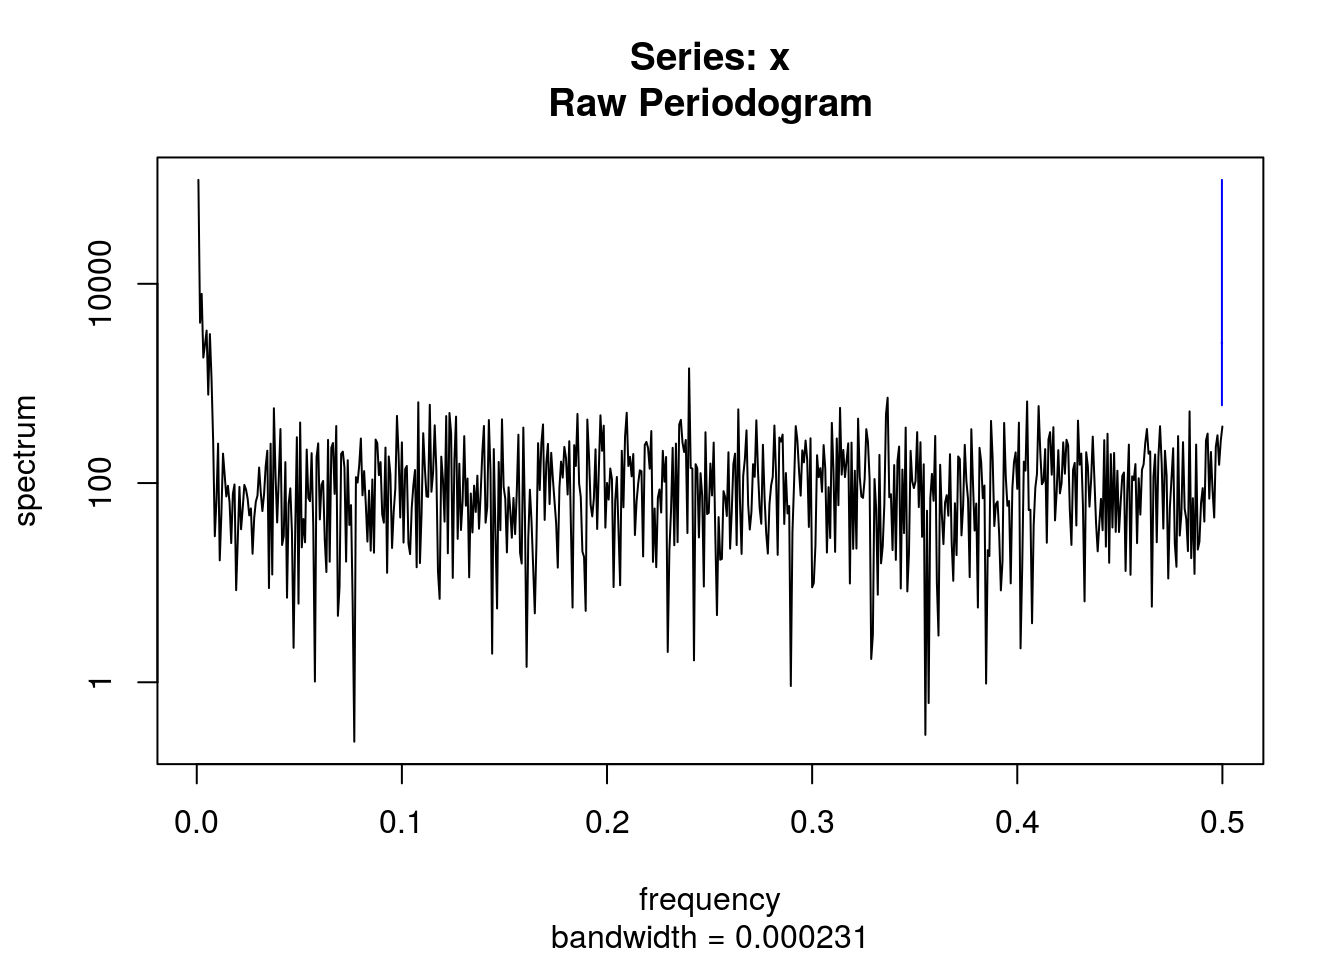 Series: x
Raw Periodogram
spectrum
10000
100
1
0.0 0.1 0.2 0.3 0.4 0.5
frequency
bandwidth = 0.000231